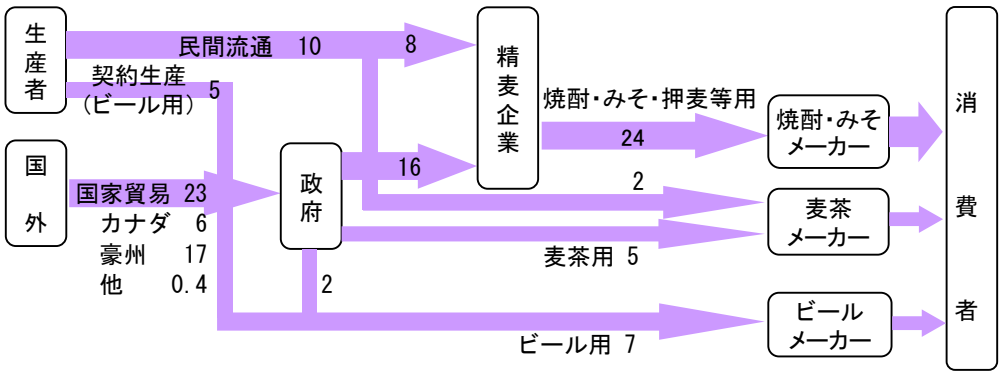 生産者
民間流通 10
8
契約生産 5
(ビール用)
国外
国家貿易 23
カナダ 6
豪州 17
他 0.4
政府
16
2
精麦企業
焼酎・みそ・押麦等用
24
2
麦茶用 5
ビール用 7
焼酎・みそ
メーカー
麦茶
メーカー
ビール
メーカー
消費者